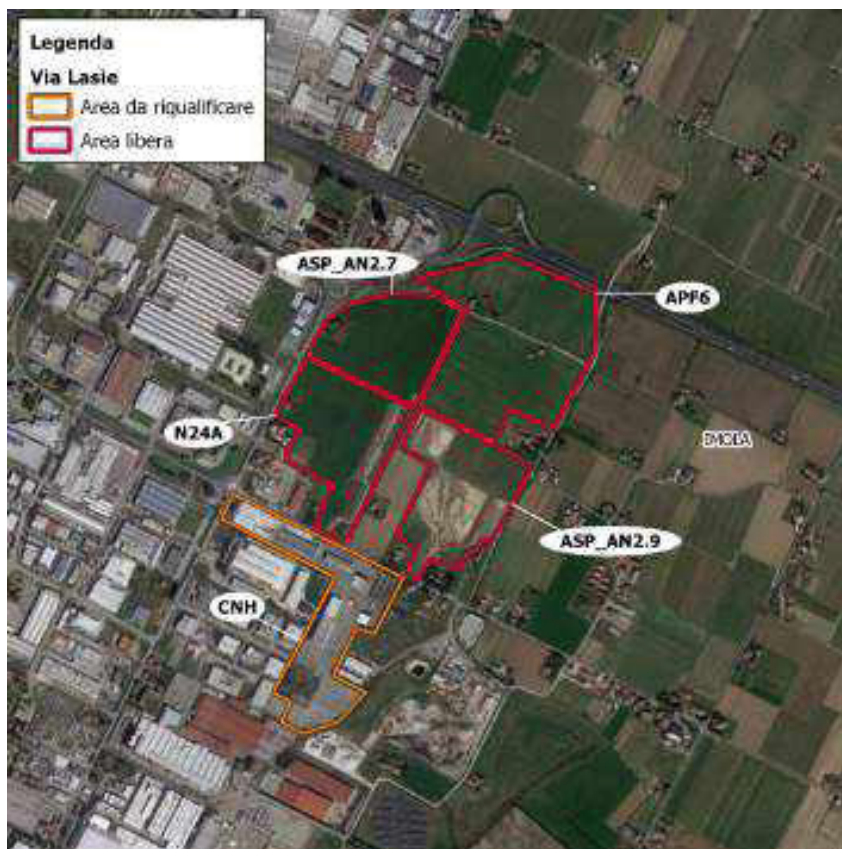 Legenda
Via Lasie
Area da riqualificare
Area libera
ASP_AN2.7
APF6
N24A
IMOLA
ASP_AN2.9
CNH